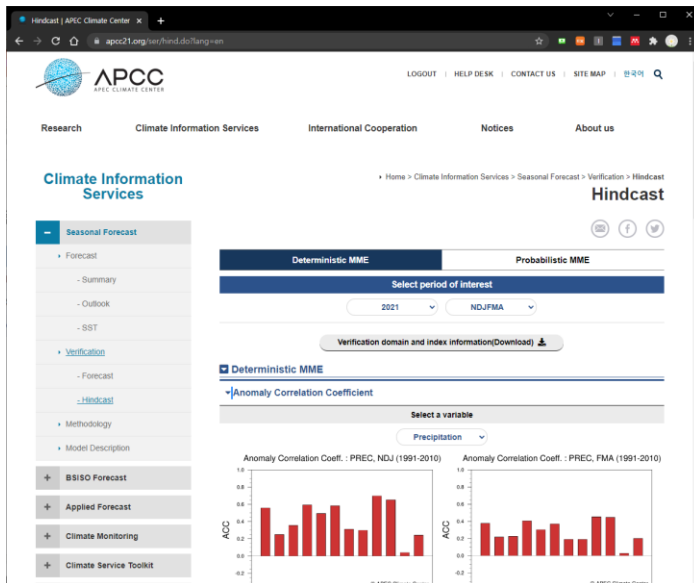 Hindcast | APEC Climate Center
apcc21.org/ser/hind.do?lang=en
APCC
APEC CLIMATE CENTER
LOGOUT | HELP DESK | CONTACT US | SITE MAP | 한국어
Research Climate Information Services International Cooperation Notices About us
Climate Information
Services
Home > Climate Information Services > Seasonal Forecast > Verification > Hindcast
Hindcast
Seasonal Forecast
Forecast
- Summary
- Outlook
- SST
Verification
- Forecast
- Hindcast
Methodology
Model Description
BSISO Forecast
Applied Forecast
Climate Monitoring
Climate Service Toolkit
Deterministic MME Probabilistic MME
Select period of interest
2021 NDJFMA
Verification domain and index information(Download)
Deterministic MME
Anomaly Correlation Coefficient
Select a variable
Precipitation
Anomaly Correlation Coeff. : PREC, NDJ (1991-2010)
1.0
0.8
0.6
0.4
0.2
0.0
-0.2
ACC
Anomaly Correlation Coeff. : PREC, FMA (1991-2010)
1.0
0.8
0.6
0.4
0.2
0.0
-0.2
ACC